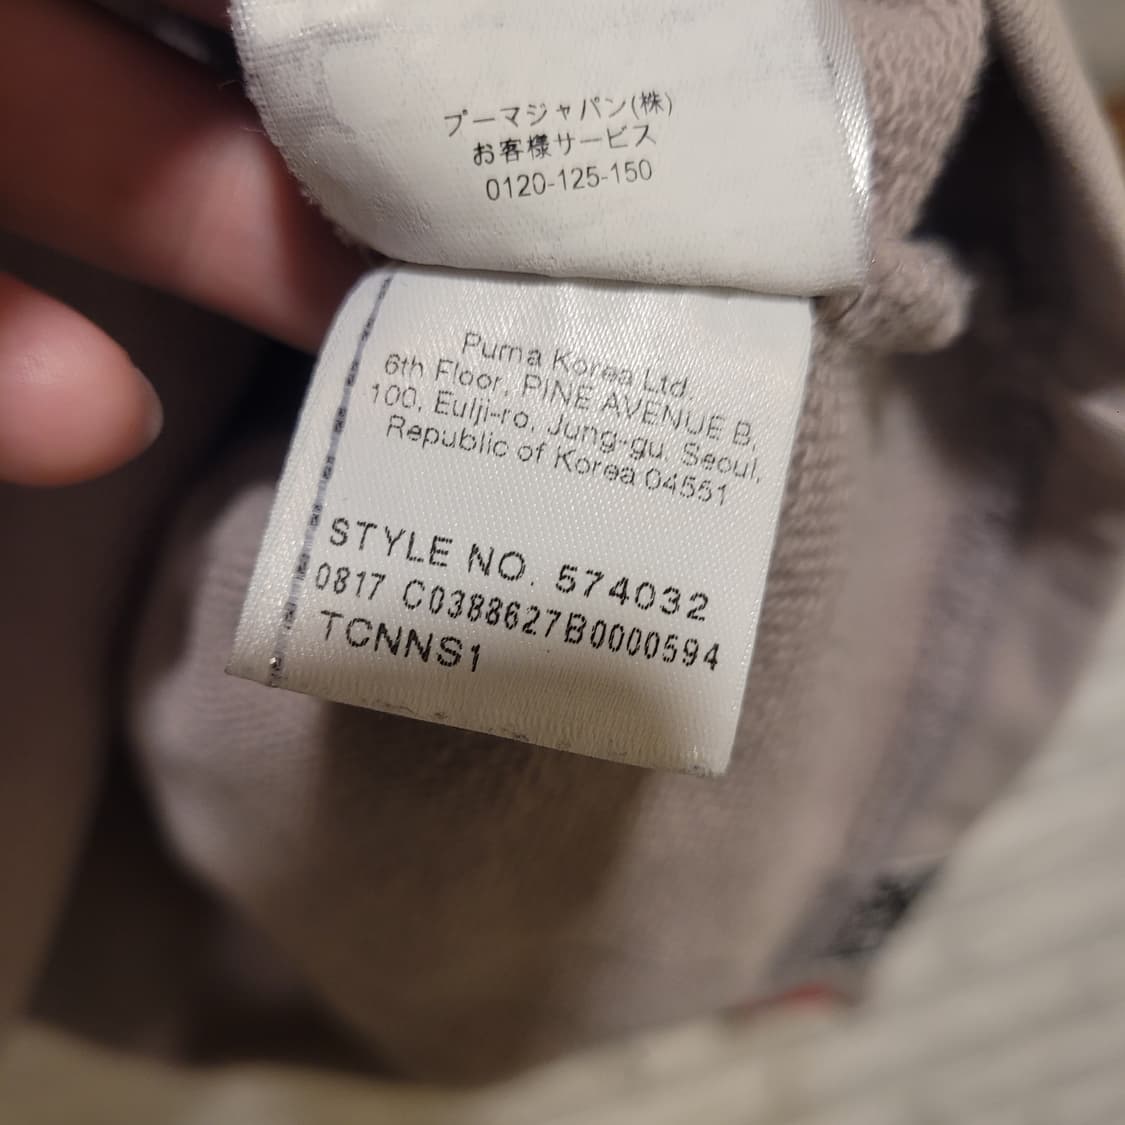 プーマジャパン(株)
お客様サービス
0120-125-150
Puma Korea Ltd.
6th Floor, PINE AVENUE B,
100, Eulji-ro, Jung-gu, Seoul,
Republic of Korea 04551
STYLE NO. 574032
0817 C0388627B0000594
TCNNS1